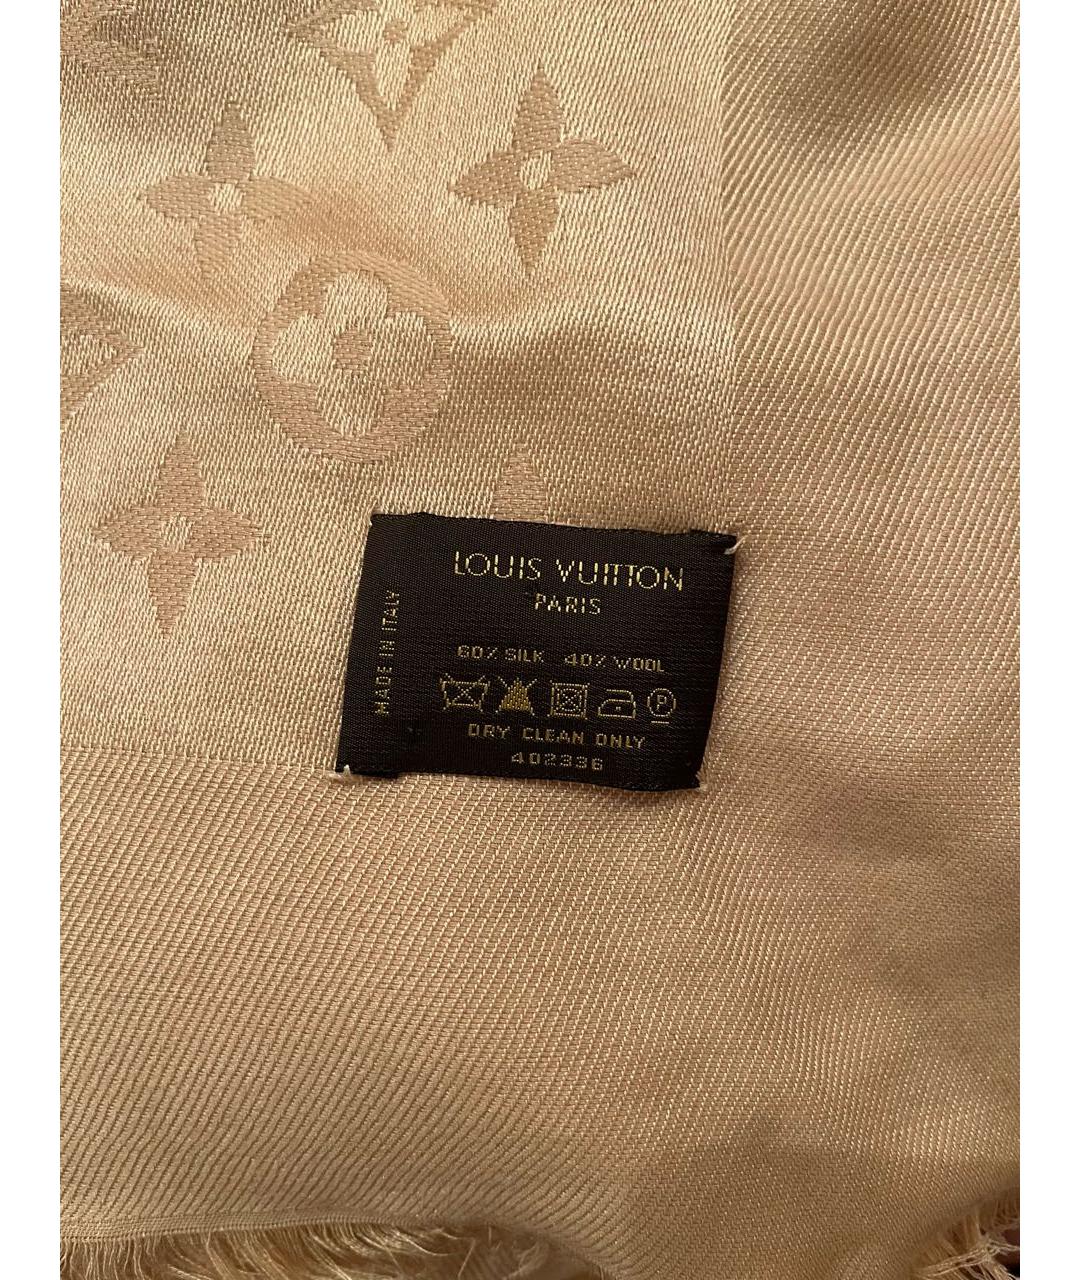 LOUIS VUITTON
PARIS
MADE IN ITALY
60% SILK 40% WOOL
P
DRY CLEAN ONLY
402336